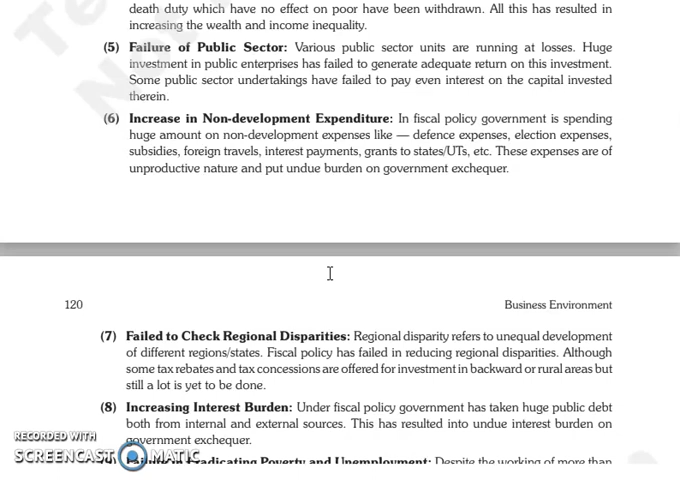 death duty which have no effect on poor have been withdrawn. All this has resulted in
increasing the wealth and income inequality.
(5) Failure of Public Sector: Various public sector units are running at losses. Huge
investment in public enterprises has failed to generate adequate return on this investment.
Some public sector undertakings have failed to pay even interest on the capital invested
therein.
(6) Increase in Non-development Expenditure: In fiscal policy government is spending
huge amount on non-development expenses like — defence expenses, election expenses,
subsidies, foreign travels, interest payments, grants to states/UTs, etc. These expenses are of
unproductive nature and put undue burden on government exchequer.
120 Business Environment
(7) Failed to Check Regional Disparities: Regional disparity refers to unequal development
of different regions/states. Fiscal policy has failed in reducing regional disparities. Although
some tax rebates and tax concessions are offered for investment in backward or rural areas but
still a lot is yet to be done.
(8) Increasing Interest Burden: Under fiscal policy government has taken huge public debt
both from internal and external sources. This has resulted into undue interest burden on
government exchequer.
RECORDED WITH
SCREENCAST MATIC
Eradicating Poverty and Unemployment: Despite the working of more than